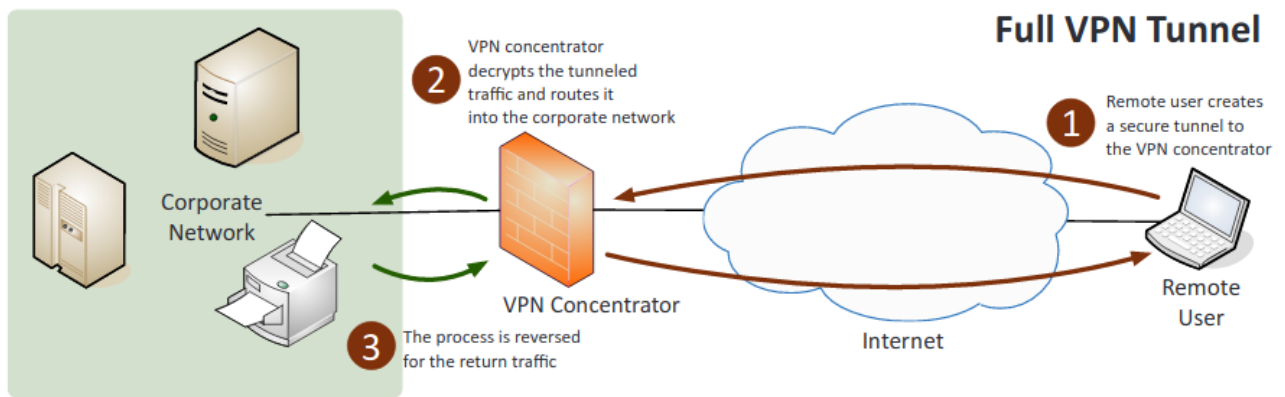 Full VPN Tunnel
1
Remote user creates
a secure tunnel to
the VPN concentrator
2
VPN concentrator
decrypts the tunneled
traffic and routes it
into the corporate network
Corporate
Network
VPN Concentrator
Internet
Remote
User
3
The process is reversed
for the return traffic